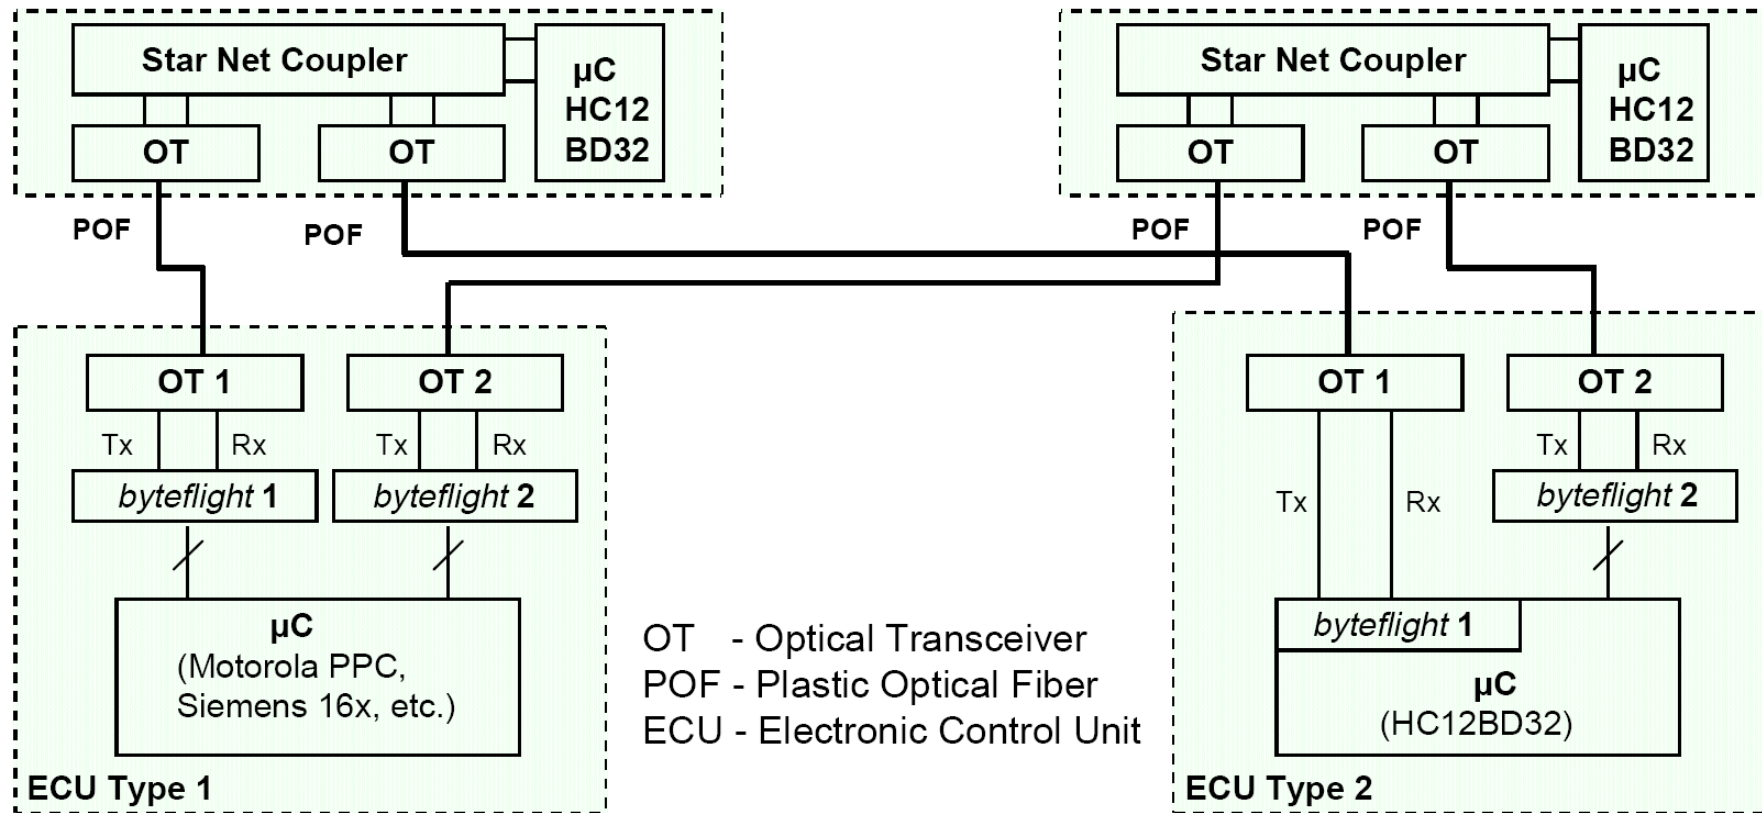 Star Net Coupler
µC
HC12
BD32
OT
OT
Star Net Coupler
µC
HC12
BD32
OT
OT
POF
POF
POF
POF
OT 1
OT 2
Tx
Rx
Tx
Rx
byteflight 1
byteflight 2
µC
(Motorola PPC,
Siemens 16x, etc.)
ECU Type 1
OT - Optical Transceiver
POF - Plastic Optical Fiber
ECU - Electronic Control Unit
OT 1
OT 2
Tx
Rx
Tx
Rx
byteflight 2
byteflight 1
µC
(HC12BD32)
ECU Type 2